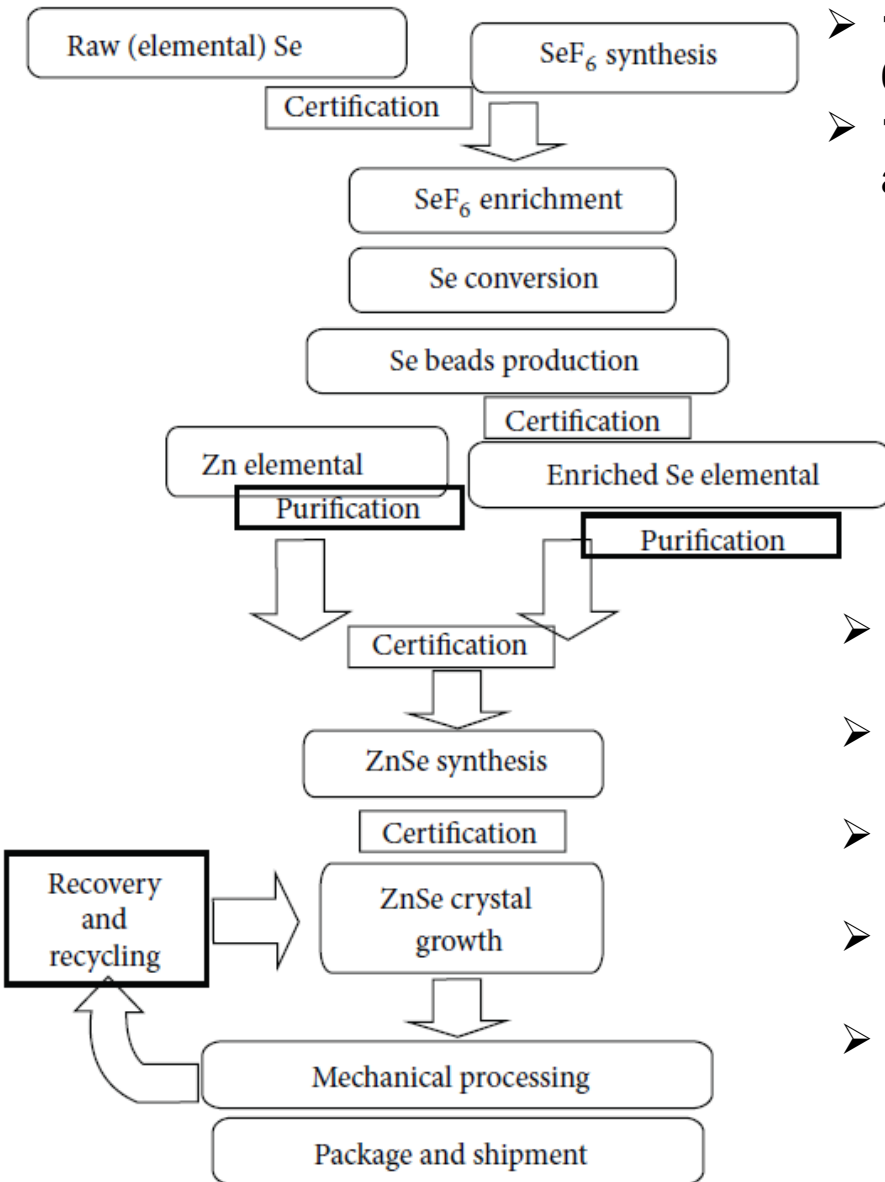 Raw (elemental) Se
SeF₆ synthesis
Certification
SeF₆ enrichment
Se conversion
Se beads production
Certification
Zn elemental
Enriched Se elemental
Purification
Purification
Certification
ZnSe synthesis
Certification
Recovery
and
recycling
ZnSe crystal
growth
Mechanical processing
Package and shipment